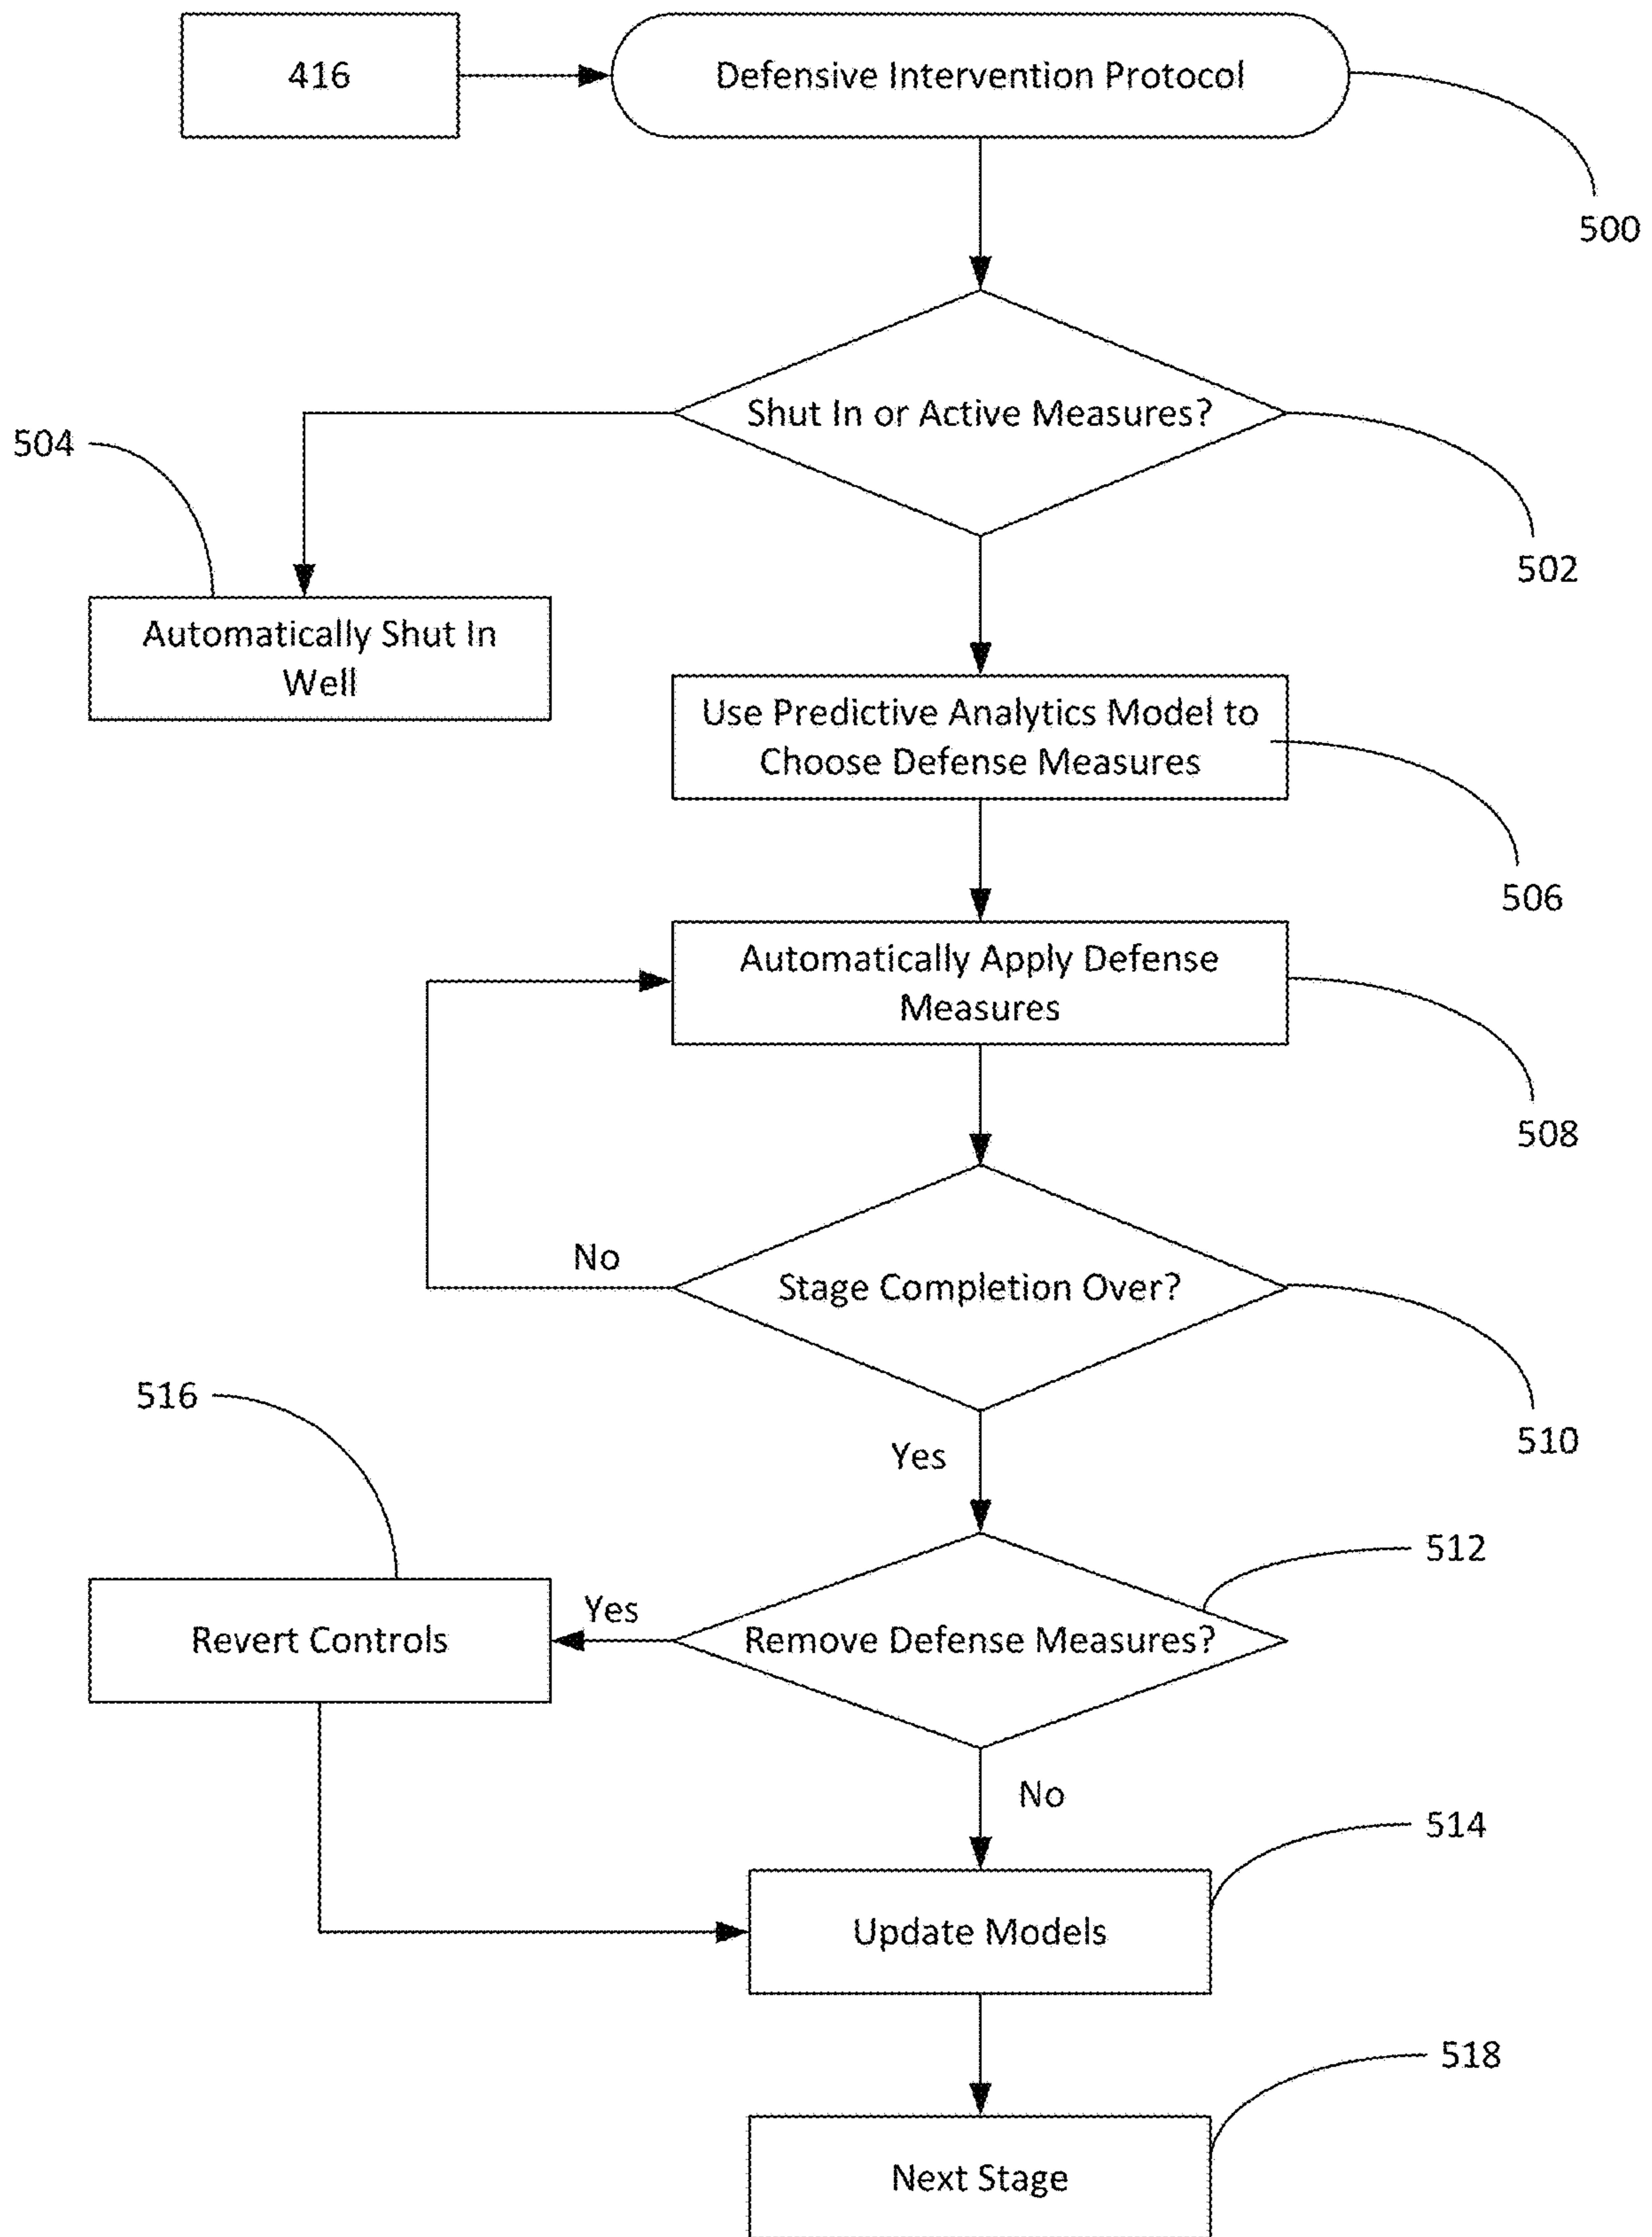 416
Defensive Intervention Protocol
500
Shut In or Active Measures?
504
502
Automatically Shut In
Well
Use Predictive Analytics Model to
Choose Defense Measures
506
Automatically Apply Defense
Measures
508
No
Stage Completion Over?
516
510
Yes
512
Yes
Revert Controls
Remove Defense Measures?
No
514
Update Models
518
Next Stage